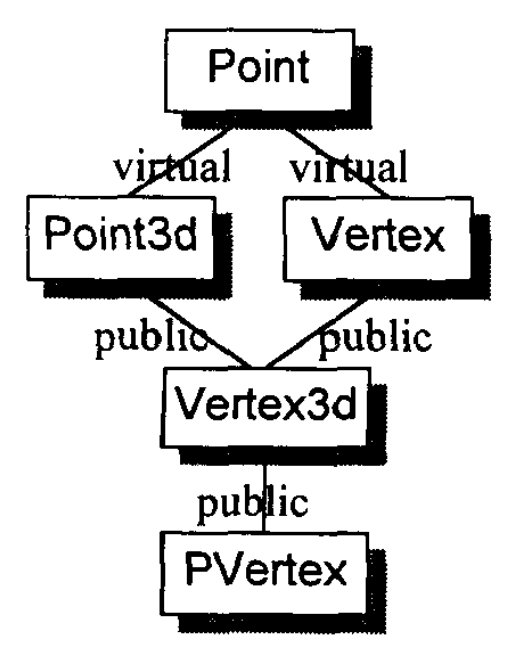 Point
virtual virtual
Point3d Vertex
public public
Vertex3d
public
PVertex